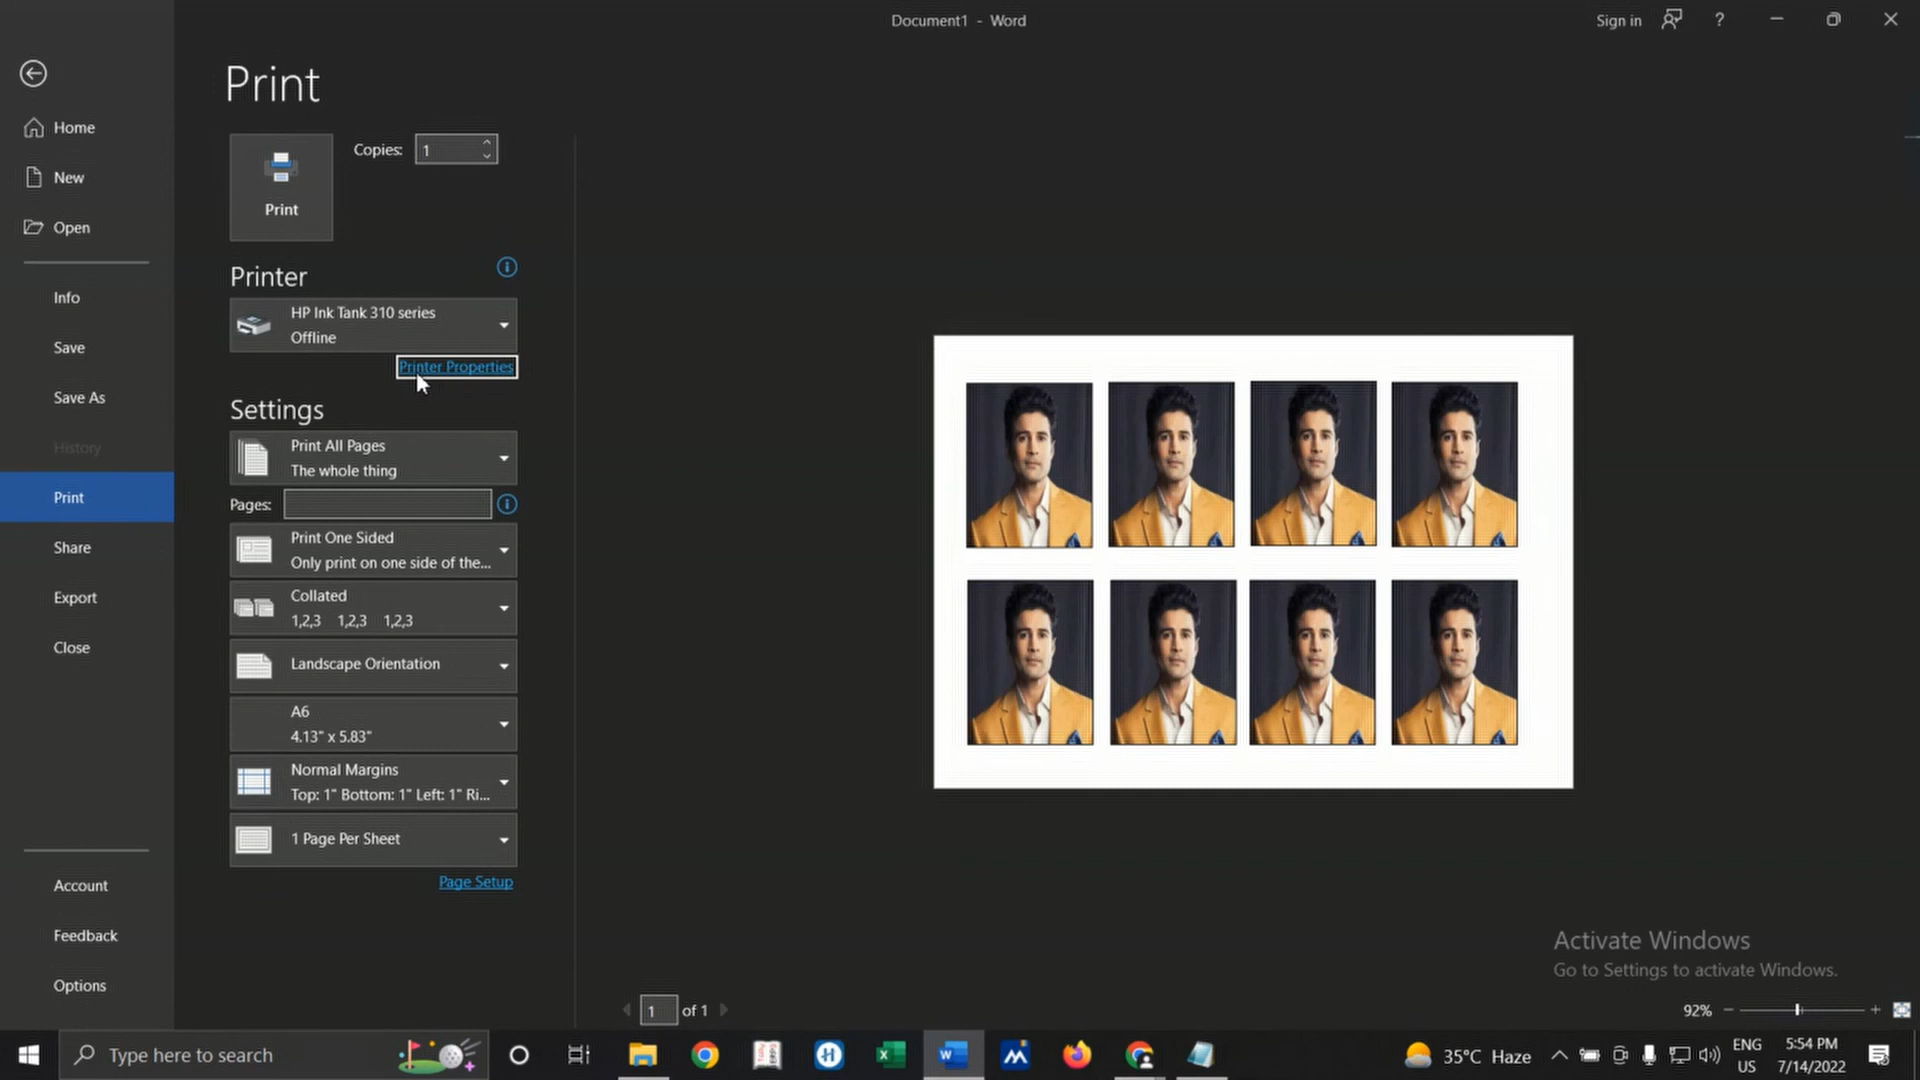 Document1 - Word
Sign in
?
Print
Home
New
Open
Info
Save
Save As
History
Print
Share
Export
Close
Account
Feedback
Options
Copies: 1
Print
Printer
HP Ink Tank 310 series
Offline
Printer Properties
Settings
Print All Pages
The whole thing
Pages:
Print One Sided
Only print on one side of the...
Collated
1,2,3 1,2,3 1,2,3
Landscape Orientation
A6
4.13" x 5.83"
Normal Margins
Top: 1" Bottom: 1" Left: 1" Ri...
1 Page Per Sheet
Page Setup
1 of 1
Activate Windows
Go to Settings to activate Windows.
92%
Type here to search
35°C Haze
ENG
US
5:54 PM
7/14/2022